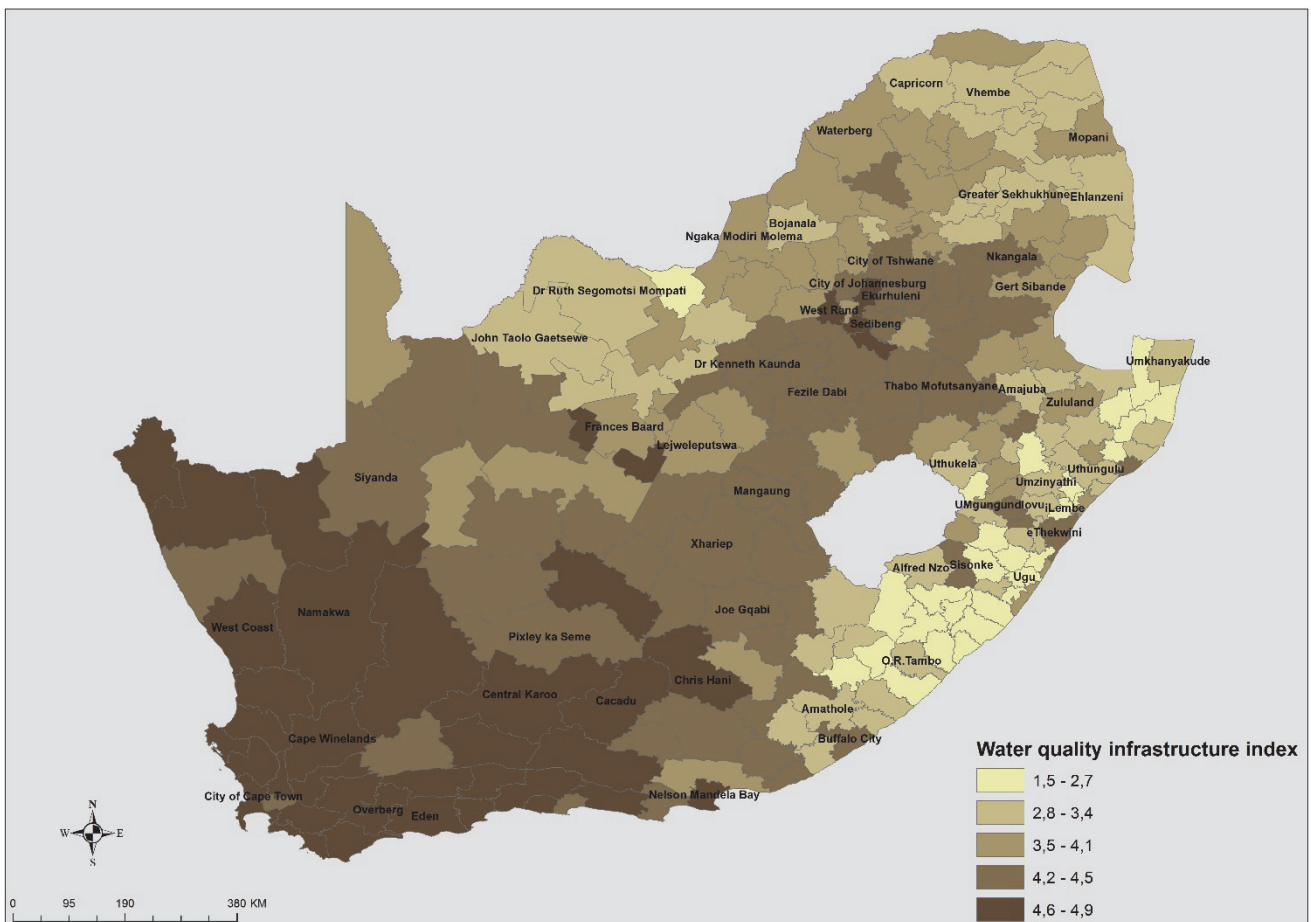 Capricorn
Vhembe
Waterberg
Mopani
Greater Sekhukhune
Ehlanzeni
Bojanala
Ngaka Modiri Molema
City of Tshwane
Nkangala
City of Johannesburg
Ekurhuleni
Gert Sibande
Dr Ruth Segomotsi Mompati
West Rand
Sedibeng
John Taolo Gaetsewe
Umkhanyakude
Dr Kenneth Kaunda
Fezile Dabi
Thabo Mofutsanyane
Amajuba
Zululand
Frances Baard
Lejweleputswa
Uthukela
Uthungulu
Siyanda
Umzinyathi
Mangaung
UMgungundlovu
iLembe
eThekwini
Xhariep
Alfred Nzo
Sisonke
Ugu
Namakwa
Joe Gqabi
West Coast
Pixley ka Seme
O.R.Tambo
Chris Hani
Central Karoo
Cacadu
Amathole
Cape Winelands
Buffalo City
City of Cape Town
Nelson Mandela Bay
Overberg
Eden
Water quality infrastructure index
1,5 - 2,7
2,8 - 3,4
3,5 - 4,1
4,2 - 4,5
4,6 - 4,9
N
W E
S
0 95 190 380 KM